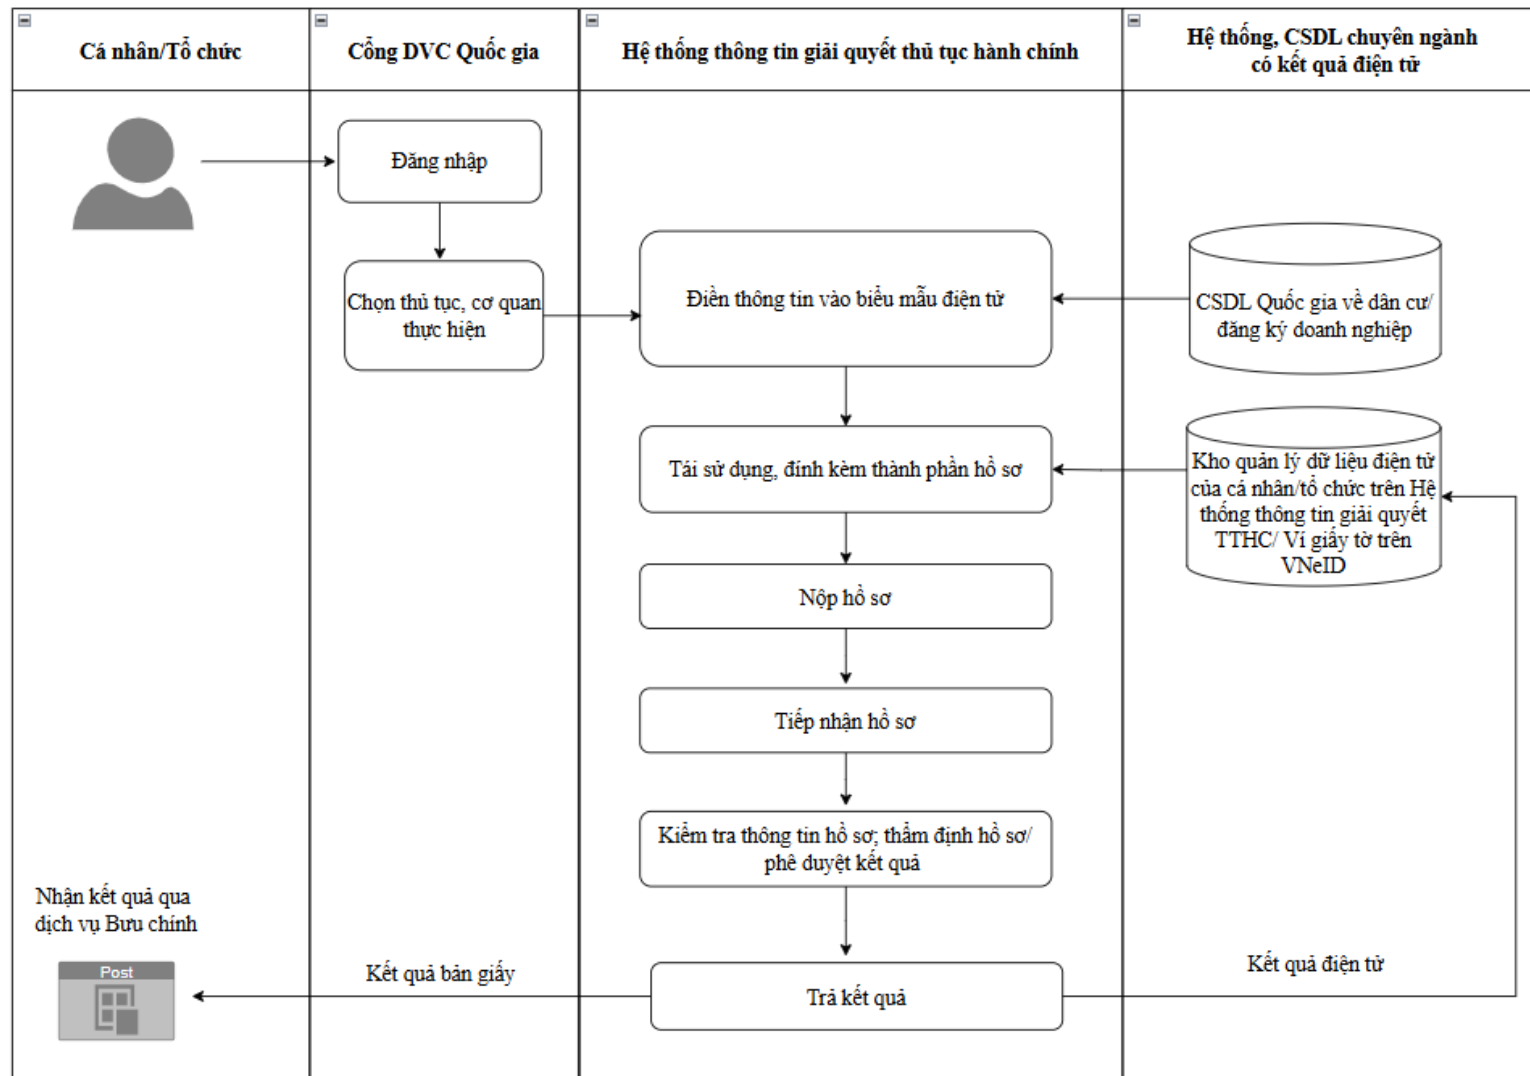 Cá nhân/Tổ chức
Cổng DVC Quốc gia
Hệ thống thông tin giải quyết thủ tục hành chính
Hệ thống, CSDL chuyên ngành
có kết quả điện tử
Đăng nhập
Chọn thủ tục, cơ quan
thực hiện
Điền thông tin vào biểu mẫu điện tử
CSDL Quốc gia về dân cư/
đăng ký doanh nghiệp
Tái sử dụng, đính kèm thành phần hồ sơ
Kho quản lý dữ liệu điện tử
của cá nhân/tổ chức trên Hệ
thống thông tin giải quyết
TTHC/ Ví giấy tờ trên
VNeID
Nộp hồ sơ
Tiếp nhận hồ sơ
Kiểm tra thông tin hồ sơ; thẩm định hồ sơ/
phê duyệt kết quả
Nhận kết quả qua
dịch vụ Bưu chính
Post
Kết quả bản giấy
Trả kết quả
Kết quả điện tử